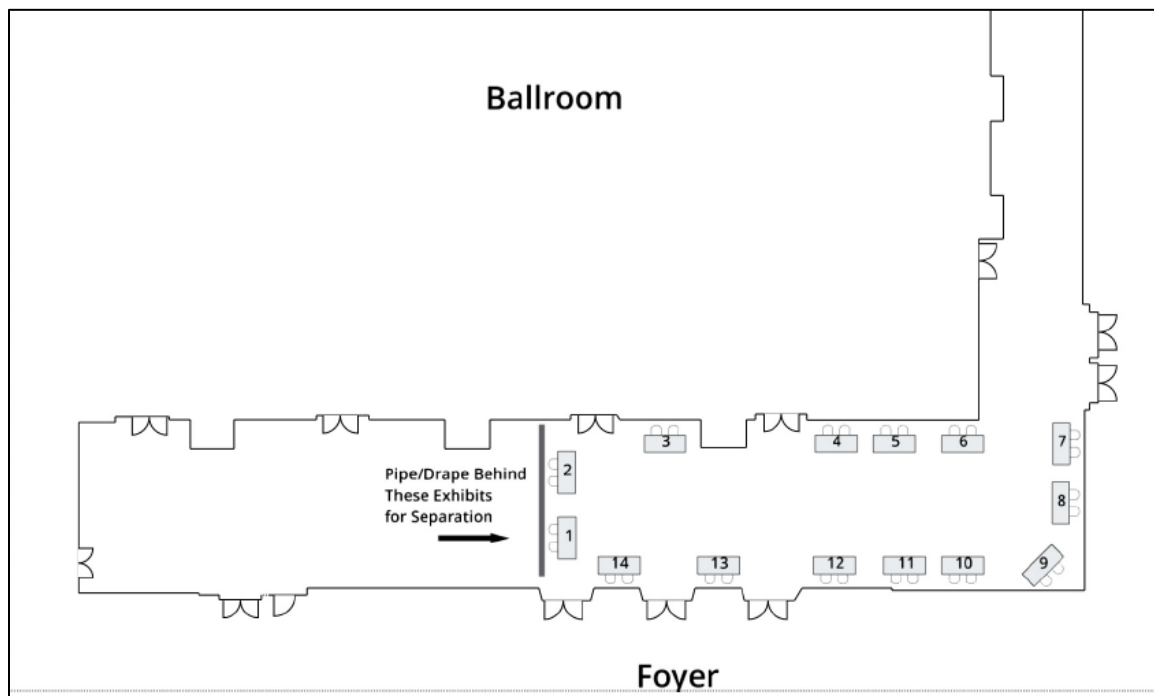 Ballroom
3
4
5
6
7
2
Pipe/Drape Behind
These Exhibits
for Separation
8
1
14
13
12
11
10
9
Foyer